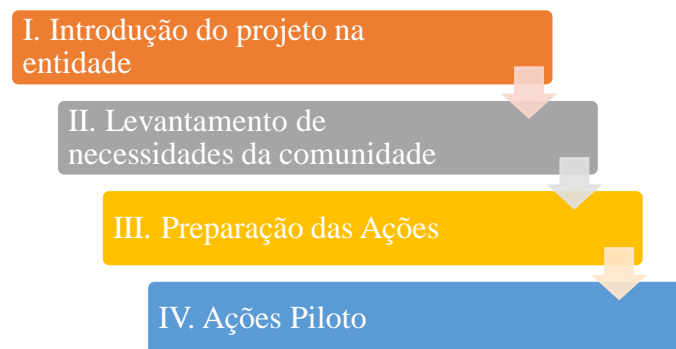 I. Introdução do projeto na
entidade
II. Levantamento de
necessidades da comunidade
III. Preparação das Ações
IV. Ações Piloto